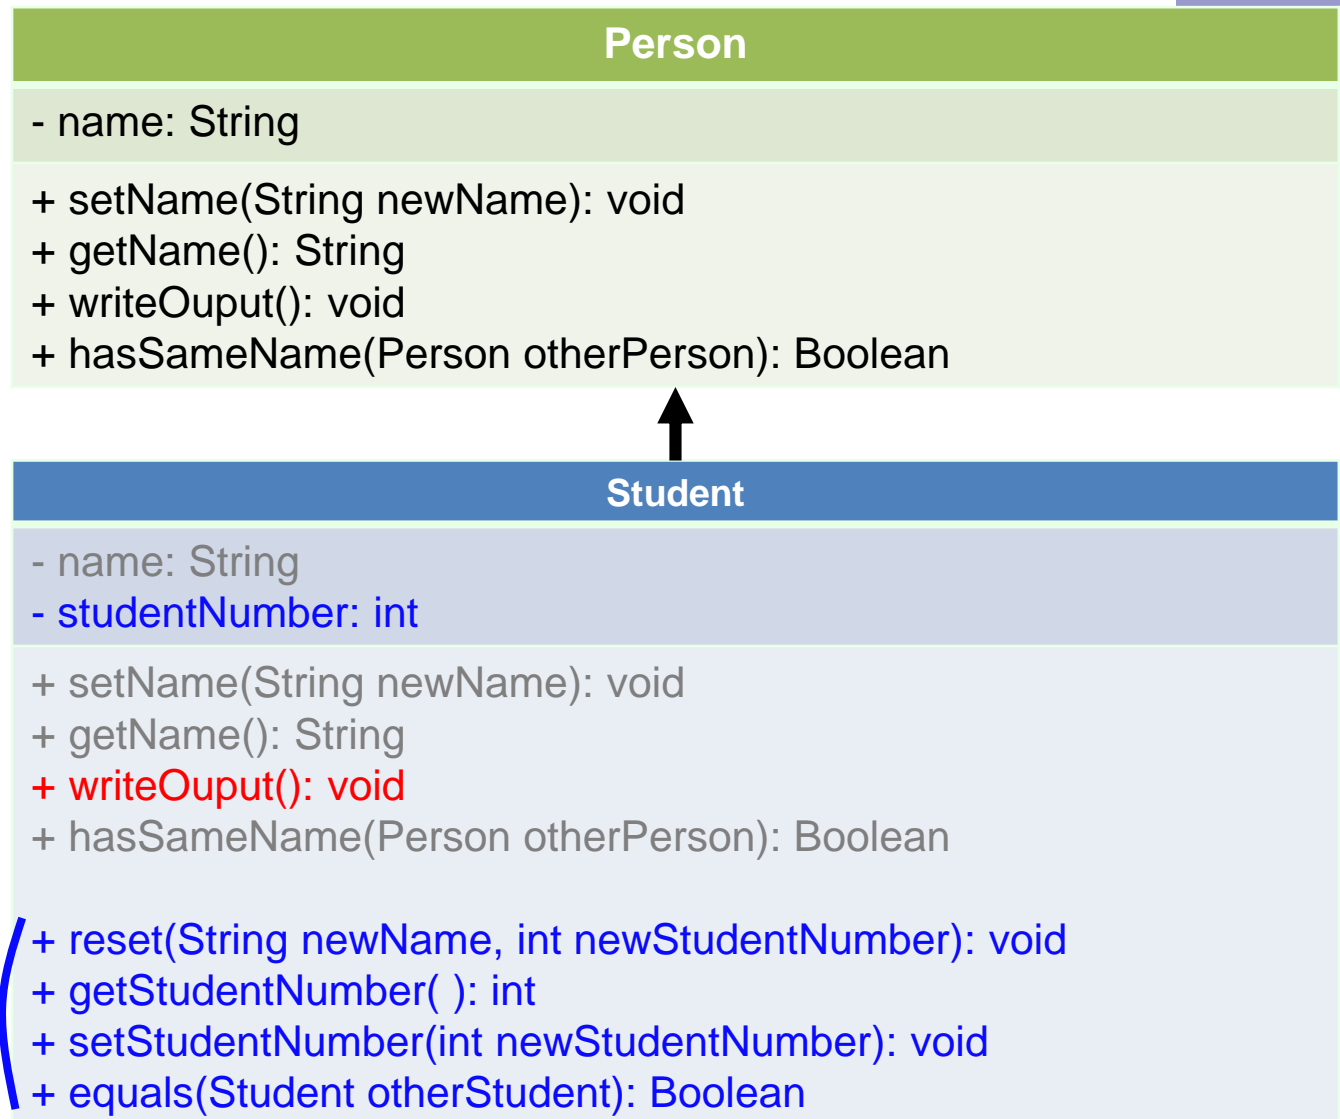 Person
- name: String
+ setName(String newName): void
+ getName(): String
+ writeOuput(): void
+ hasSameName(Person otherPerson): Boolean
Student
- name: String
- studentNumber: int
+ setName(String newName): void
+ getName(): String
+ writeOuput(): void
+ hasSameName(Person otherPerson): Boolean
+ reset(String newName, int newStudentNumber): void
+ getStudentNumber( ): int
+ setStudentNumber(int newStudentNumber): void
+ equals(Student otherStudent): Boolean